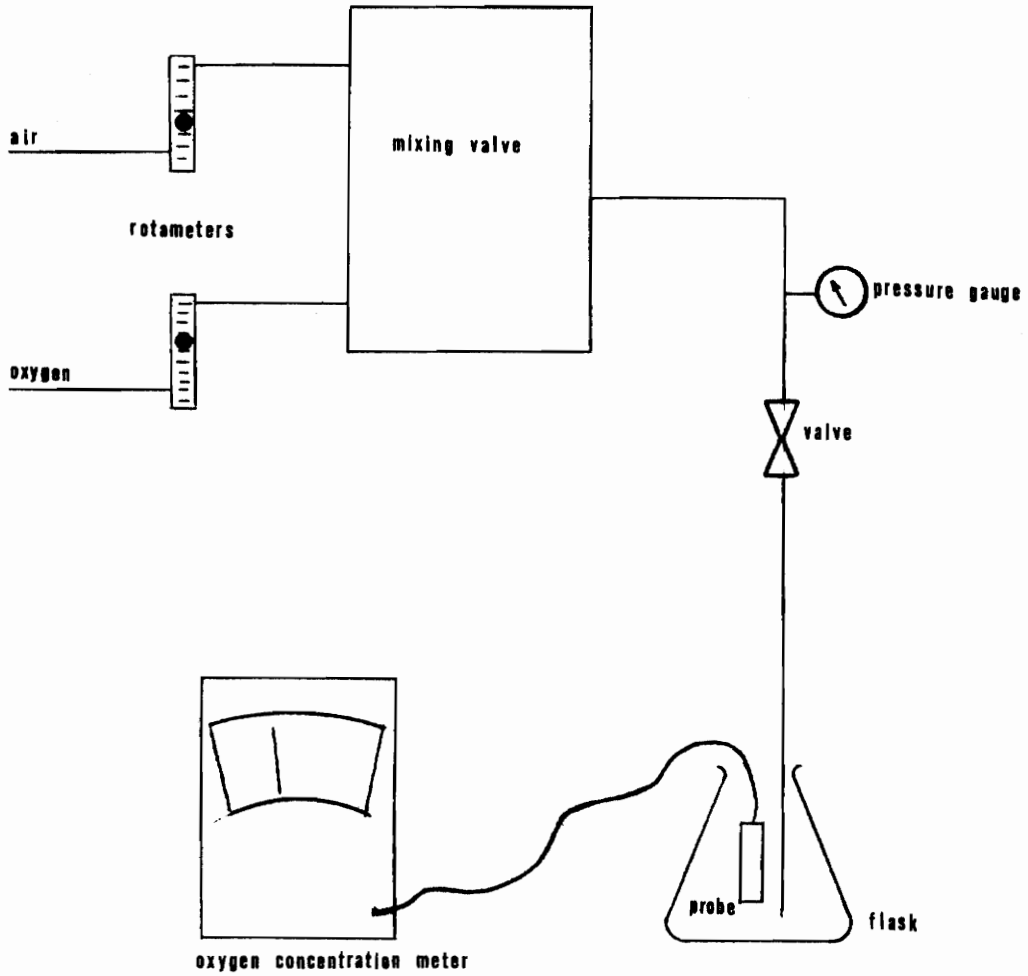 air
mixing valve
rotameters
pressure gauge
oxygen
valve
probe
flask
oxygen concentration meter